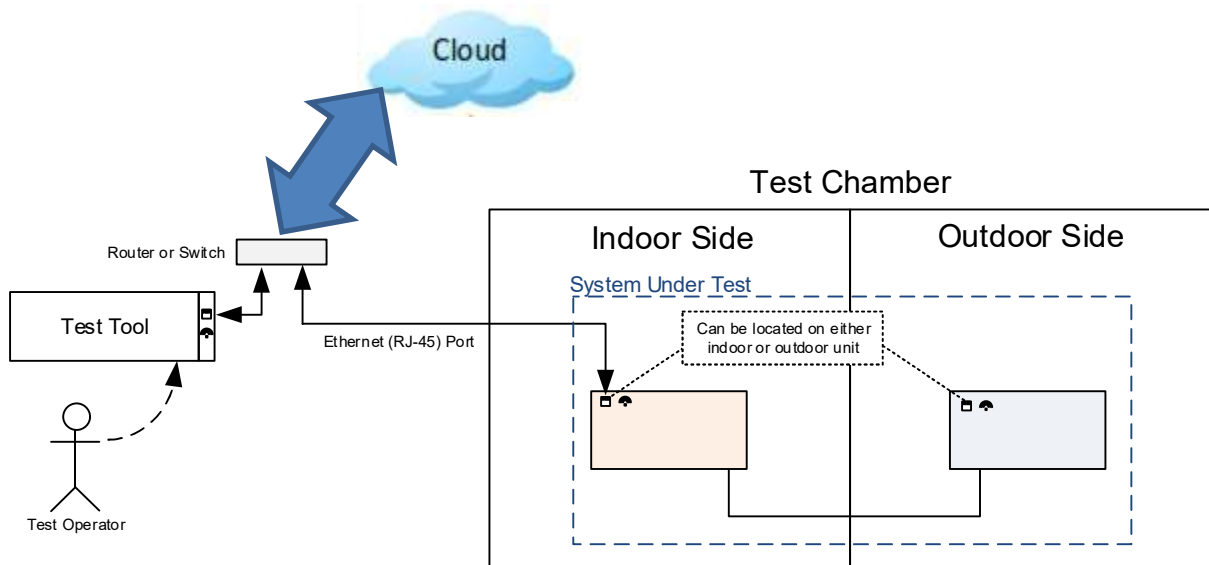 Cloud
Test Chamber
Indoor Side
Outdoor Side
Router or Switch
System Under Test
Test Tool
Can be located on either
indoor or outdoor unit
Ethernet (RJ-45) Port
Test Operator